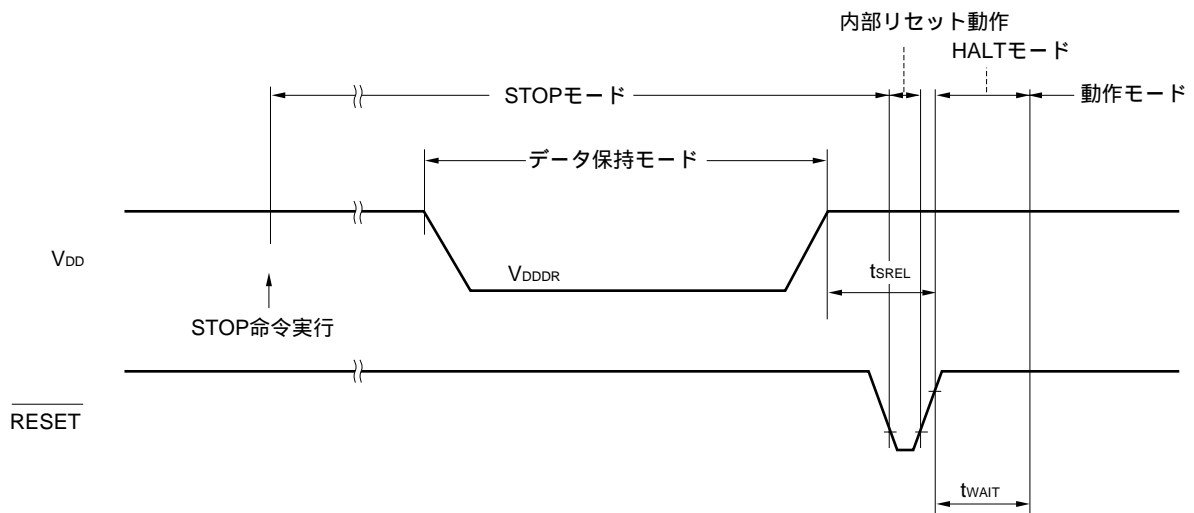 内部リセット動作
HALTモード
STOPモード
動作モード
データ保持モード
VDD
VDDDR
tSREL
STOP命令実行
RESET
tWAIT